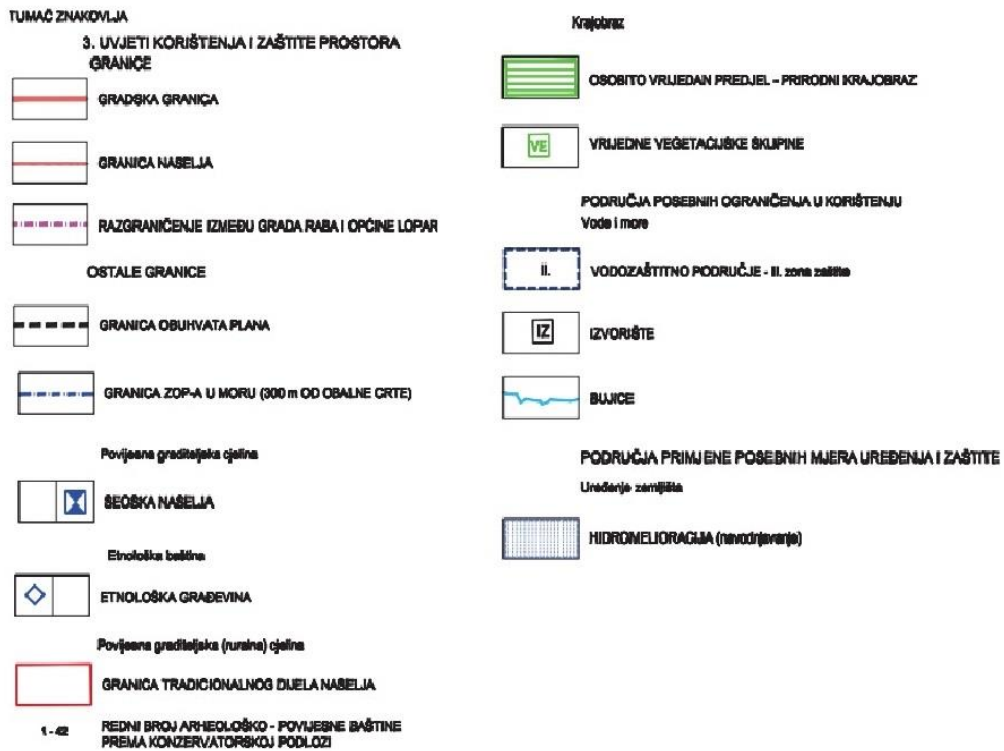 TUMAČ ZNAKOVLJA
3. UVJETI KORIŠTENJA I ZAŠTITE PROSTORA
GRANICE
GRADSKA GRANICA
GRANICA NASELJA
RAZGRANIČENJE IZMEĐU GRADA RABA I OPĆINE LOPAR
OSTALE GRANICE
GRANICA OBUHVATA PLANA
GRANICA ZOP-A U MORU (300 m OD OBALNE CRTE)
Povijesna graditeljska cjelina
SEOSKA NASELJA
Etnološka baština
ETNOLOŠKA GRAĐEVINA
Povijesna graditeljska (ruralna) cjelina
GRANICA TRADICIONALNOG DIJELA NASELJA
1 - 42 REDNI BROJ ARHEOLOŠKO - POVIJESNE BAŠTINE
PREMA KONZERVATORSKOJ PODLOZI
Krajobraz
OSOBITO VRIJEDAN PREDJEL – PRIRODNI KRAJOBRAZ
VE VRIJEDNE VEGETACIJSKE SKUPINE
PODRUČJA POSEBNIH OGRANIČENJA U KORIŠTENJU
Vode i more
II. VODOZAŠTITNO PODRUČJE - III. zona zaštite
IZ IZVORIŠTE
BUJICE
PODRUČJA PRIMJENE POSEBNIH MJERA UREĐENJA I ZAŠTITE
Uređenje zemljišta
HIDROMELIORACIJA (navodnjavanje)